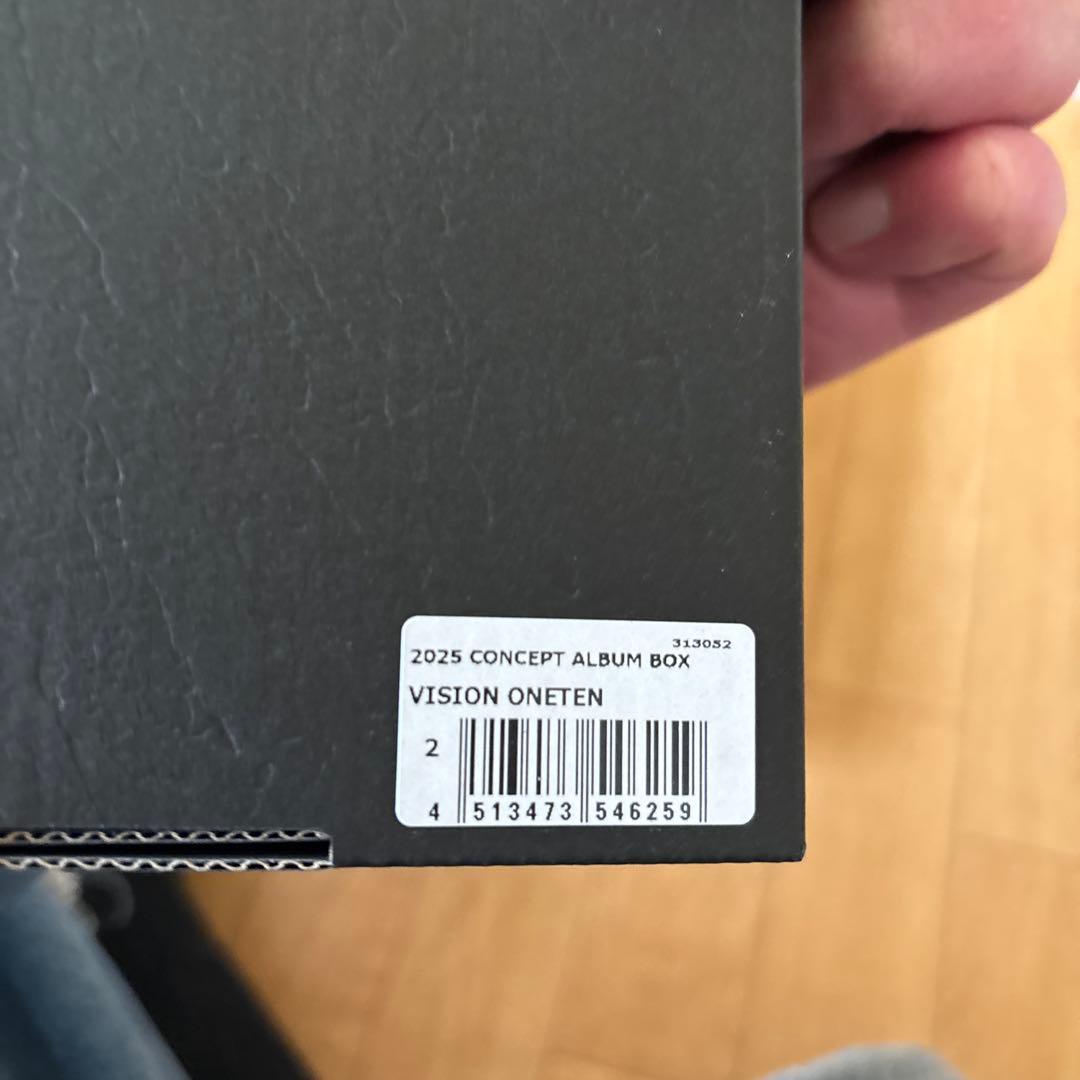 313052
2025 CONCEPT ALBUM BOX
VISION ONETEN
2
4 513473 546259